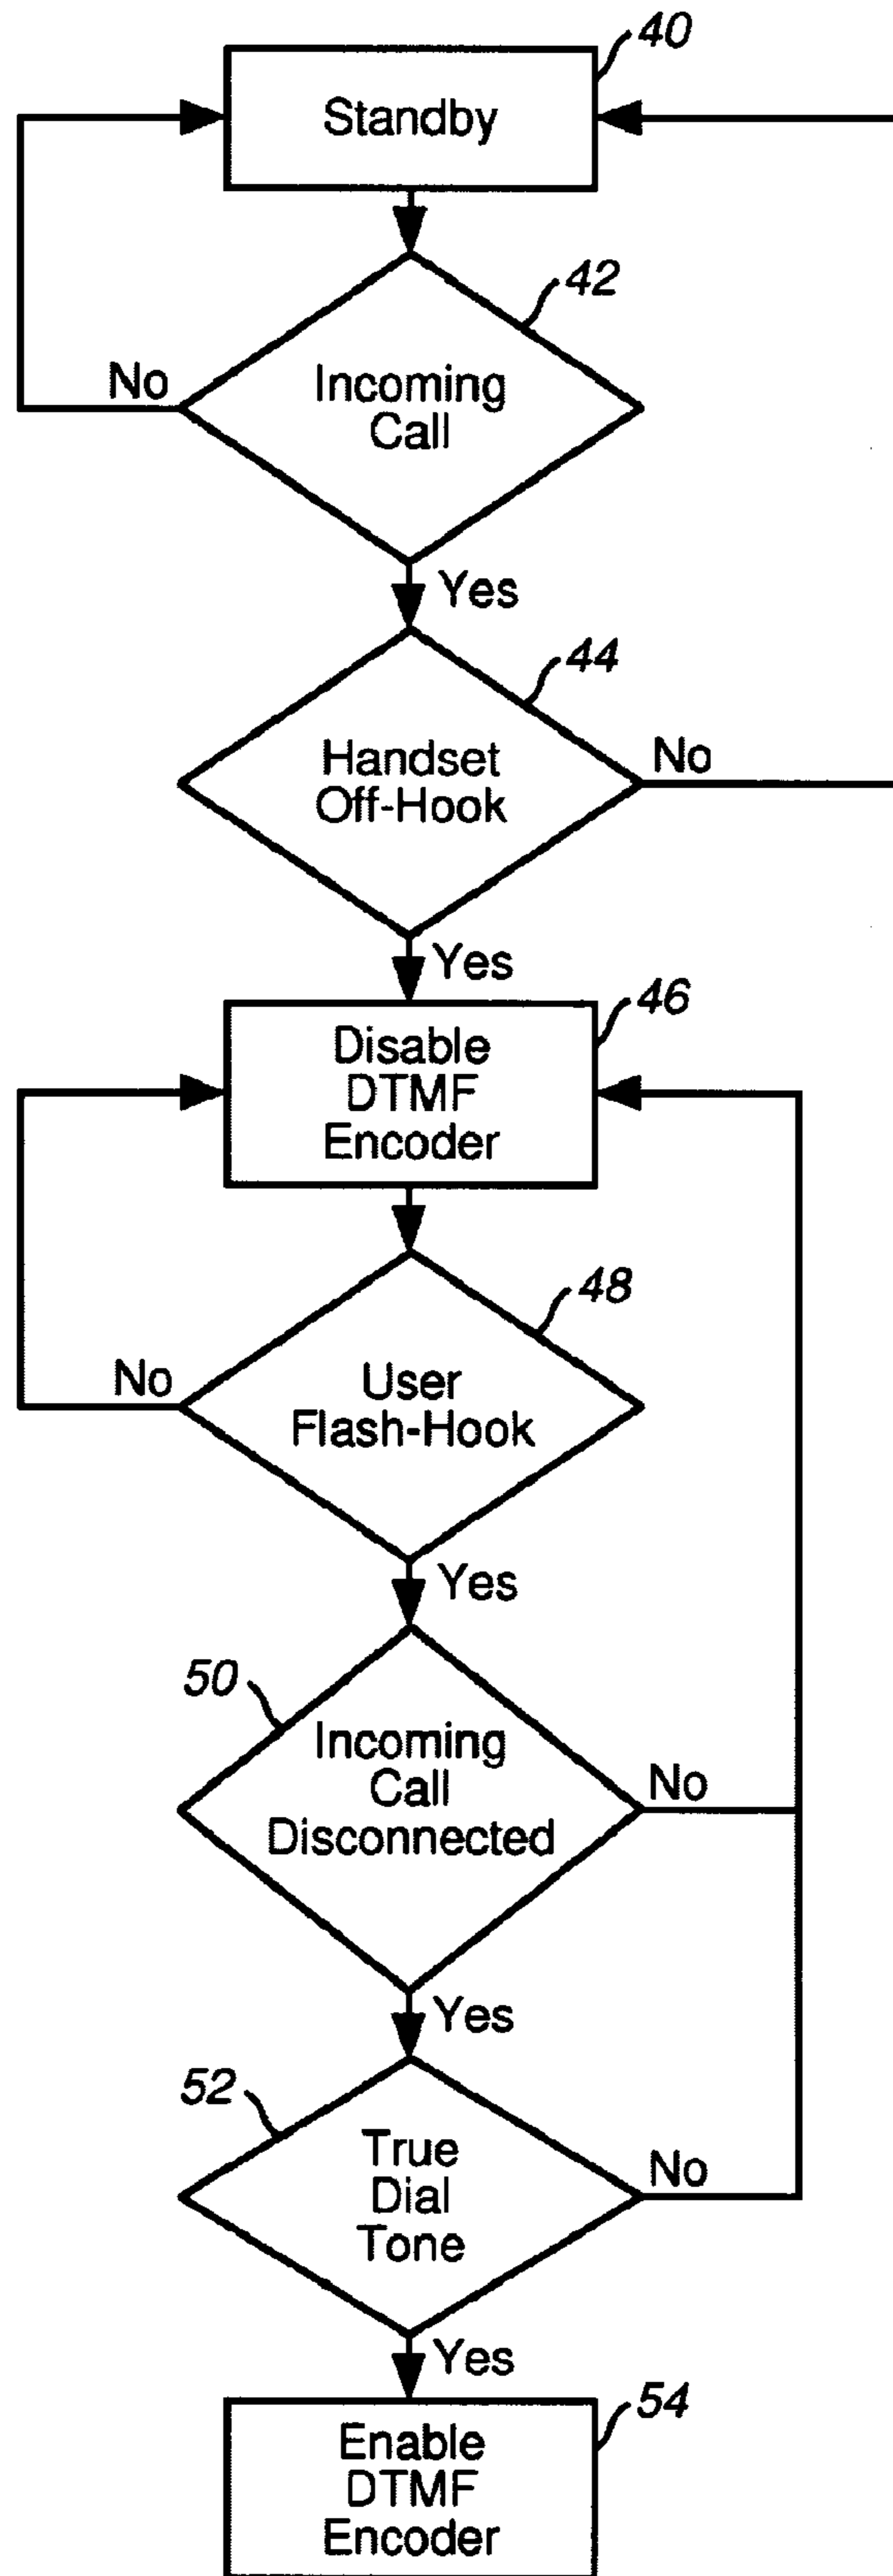 40
Standby
42
No
Incoming
Call
Yes
44
Handset
Off-Hook
No
Yes
46
Disable
DTMF
Encoder
48
No
User
Flash-Hook
Yes
50
Incoming
Call
Disconnected
No
Yes
52
True
Dial
Tone
No
Yes
54
Enable
DTMF
Encoder